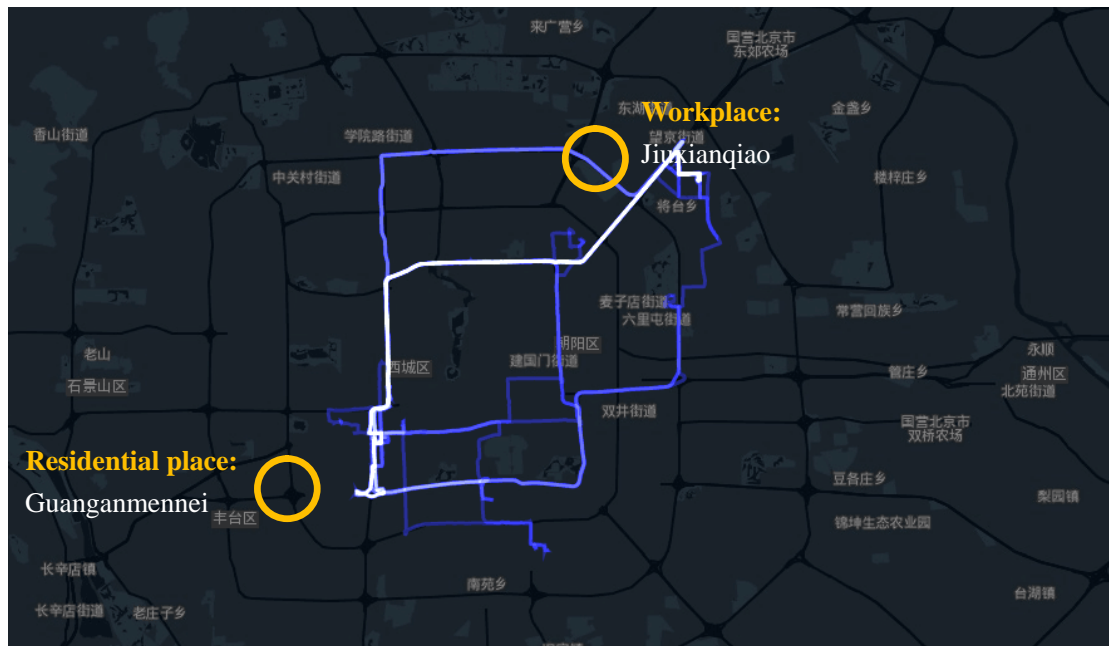 来广营乡
国营北京市
东郊农场
Workplace:
Jiuxianqiao
金盏乡
香山街道
学院路街道
望京街道
中关村街道
楼梓庄乡
将台乡
麦子店街道
六里屯街道
常营回族乡
朝阳区
建国门街道
西城区
老山
石景山区
永顺
通州区
北苑街道
管庄乡
双井街道
国营北京市
双桥农场
Residential place:
Guanganmennei
丰台区
豆各庄乡
梨园镇
锦坤生态农业园
长辛店镇
南苑乡
长辛店街道
老庄子乡
台湖镇